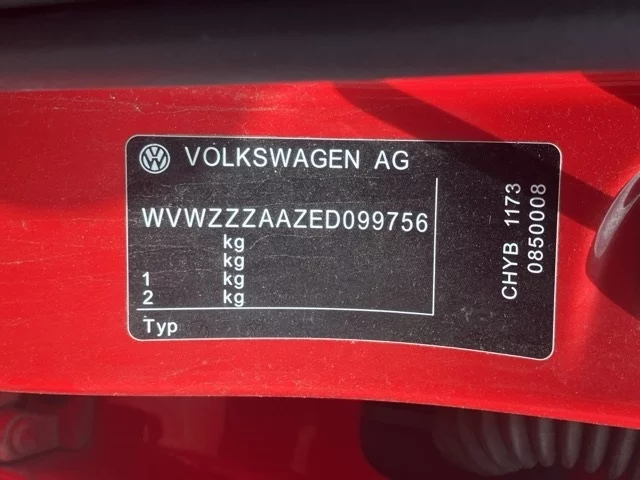 VOLKSWAGEN AG
WVWZZZAAZED099756
kg
kg
1 kg
2 kg
Typ
CHYB 1173
0850008